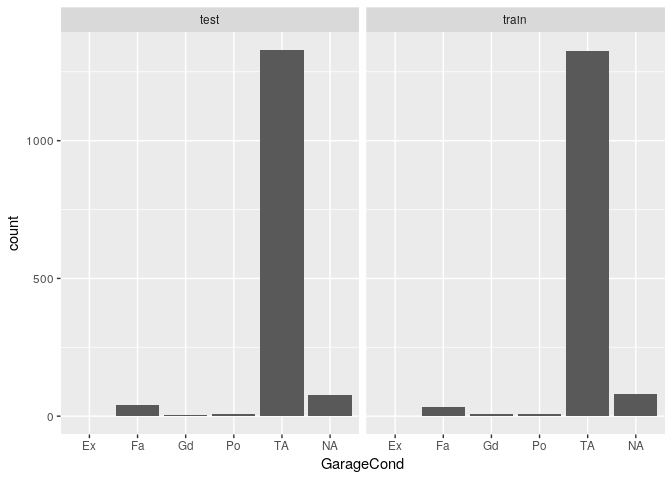 test train
1000
500
0
count
Ex Fa Gd Po TA NA Ex Fa Gd Po TA NA
GarageCond